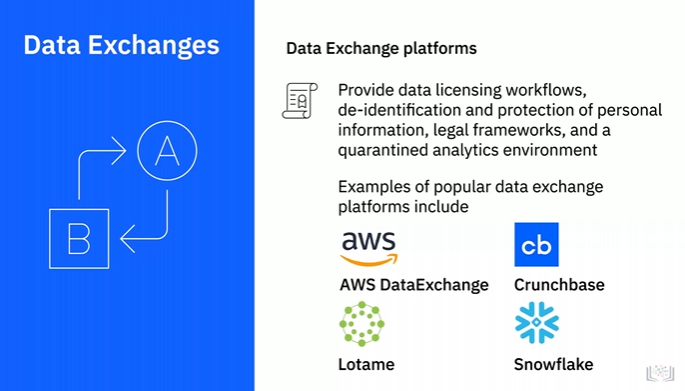 Data Exchanges
A
B
Data Exchange platforms
Provide data licensing workflows,
de-identification and protection of personal
information, legal frameworks, and a
quarantined analytics environment
Examples of popular data exchange
platforms include
aws
cb
AWS DataExchange
Crunchbase
Lotame
Snowflake